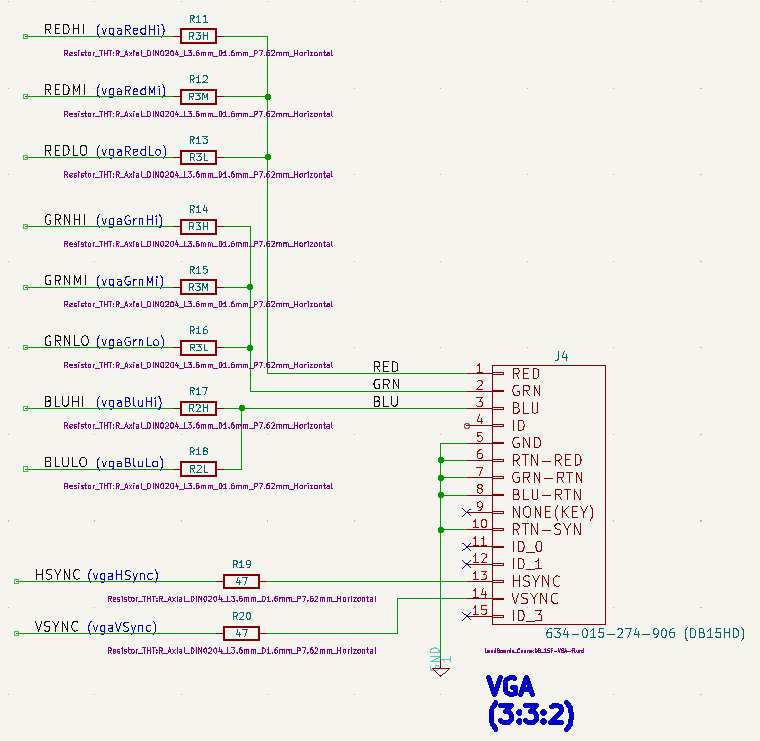 R11
REDHI (vgaRedHi)
R3H
Resistor_THT:R_Axial_DIN0204_L3.6mm_D1.6mm_P7.62mm_Horizontal
R12
REDMI (vgaRedMi)
R3M
Resistor_THT:R_Axial_DIN0204_L3.6mm_D1.6mm_P7.62mm_Horizontal
R13
REDLO (vgaRedLo)
R3L
Resistor_THT:R_Axial_DIN0204_L3.6mm_D1.6mm_P7.62mm_Horizontal
R14
GRNHI (vgaGrnHi)
R3H
Resistor_THT:R_Axial_DIN0204_L3.6mm_D1.6mm_P7.62mm_Horizontal
R15
GRNMI (vgaGrnMi)
R3M
Resistor_THT:R_Axial_DIN0204_L3.6mm_D1.6mm_P7.62mm_Horizontal
R16
GRNLO (vgaGrnLo)
R3L
Resistor_THT:R_Axial_DIN0204_L3.6mm_D1.6mm_P7.62mm_Horizontal
R17
BLUHI (vgaBluHi)
R2H
Resistor_THT:R_Axial_DIN0204_L3.6mm_D1.6mm_P7.62mm_Horizontal
R18
BLULO (vgaBluLo)
R2L
Resistor_THT:R_Axial_DIN0204_L3.6mm_D1.6mm_P7.62mm_Horizontal
R19
HSYNC (vgaHSync)
47
Resistor_THT:R_Axial_DIN0204_L3.6mm_D1.6mm_P7.62mm_Horizontal
R20
VSYNC (vgaVSync)
47
Resistor_THT:R_Axial_DIN0204_L3.6mm_D1.6mm_P7.62mm_Horizontal
RED
GRN
BLU
J4
1 RED
2 GRN
3 BLU
4 ID
5 GND
6 RTN-RED
7 GRN-RTN
8 BLU-RTN
9 NONE(KEY)
10 RTN-SYN
11 ID_0
12 ID_1
13 HSYNC
14 VSYNC
15 ID_3
634-015-274-906 (DB15HD)
GND
1
VGA
(3:3:2)